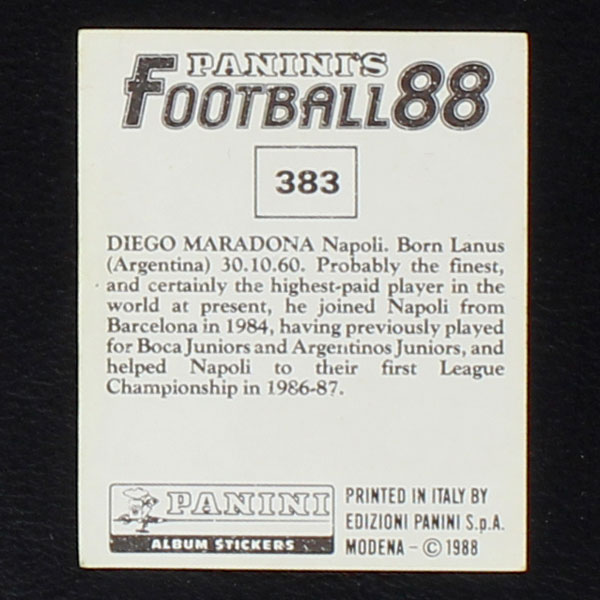 PANINI'S
FOOTBALL 88
383
DIEGO MARADONA Napoli. Born Lanus
(Argentina) 30.10.60. Probably the finest,
and certainly the highest-paid player in the
world at present, he joined Napoli from
Barcelona in 1984, having previously played
for Boca Juniors and Argentinos Juniors, and
helped Napoli to their first League
Championship in 1986-87.
PANINI
ALBUM STICKERS
PRINTED IN ITALY BY
EDIZIONI PANINI S.p.A.
MODENA - © 1988